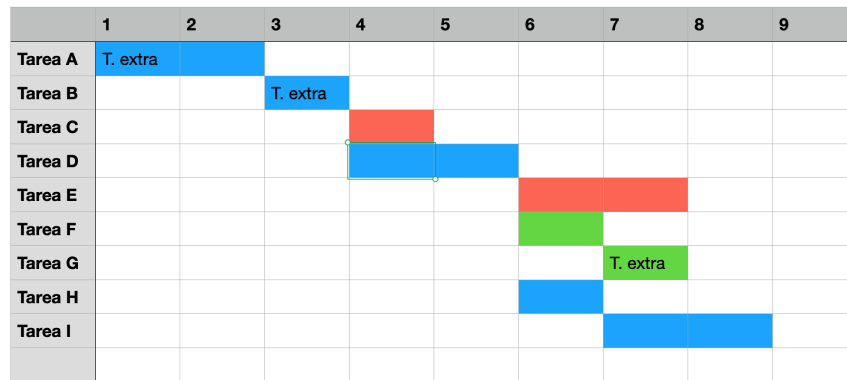 1 2 3 4 5 6 7 8 9
Tarea A T. extra
Tarea B T. extra
Tarea C
Tarea D
Tarea E
Tarea F
Tarea G T. extra
Tarea H
Tarea I